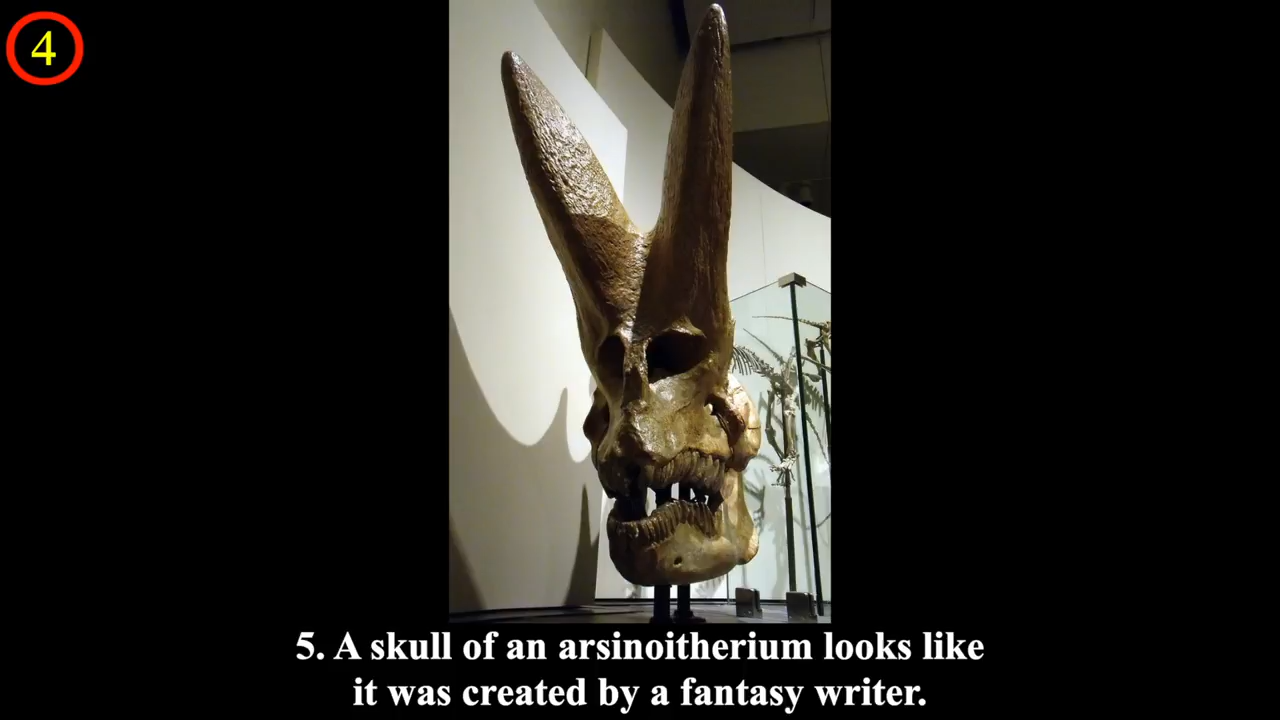 4
5. A skull of an arsinoitherium looks like
it was created by a fantasy writer.